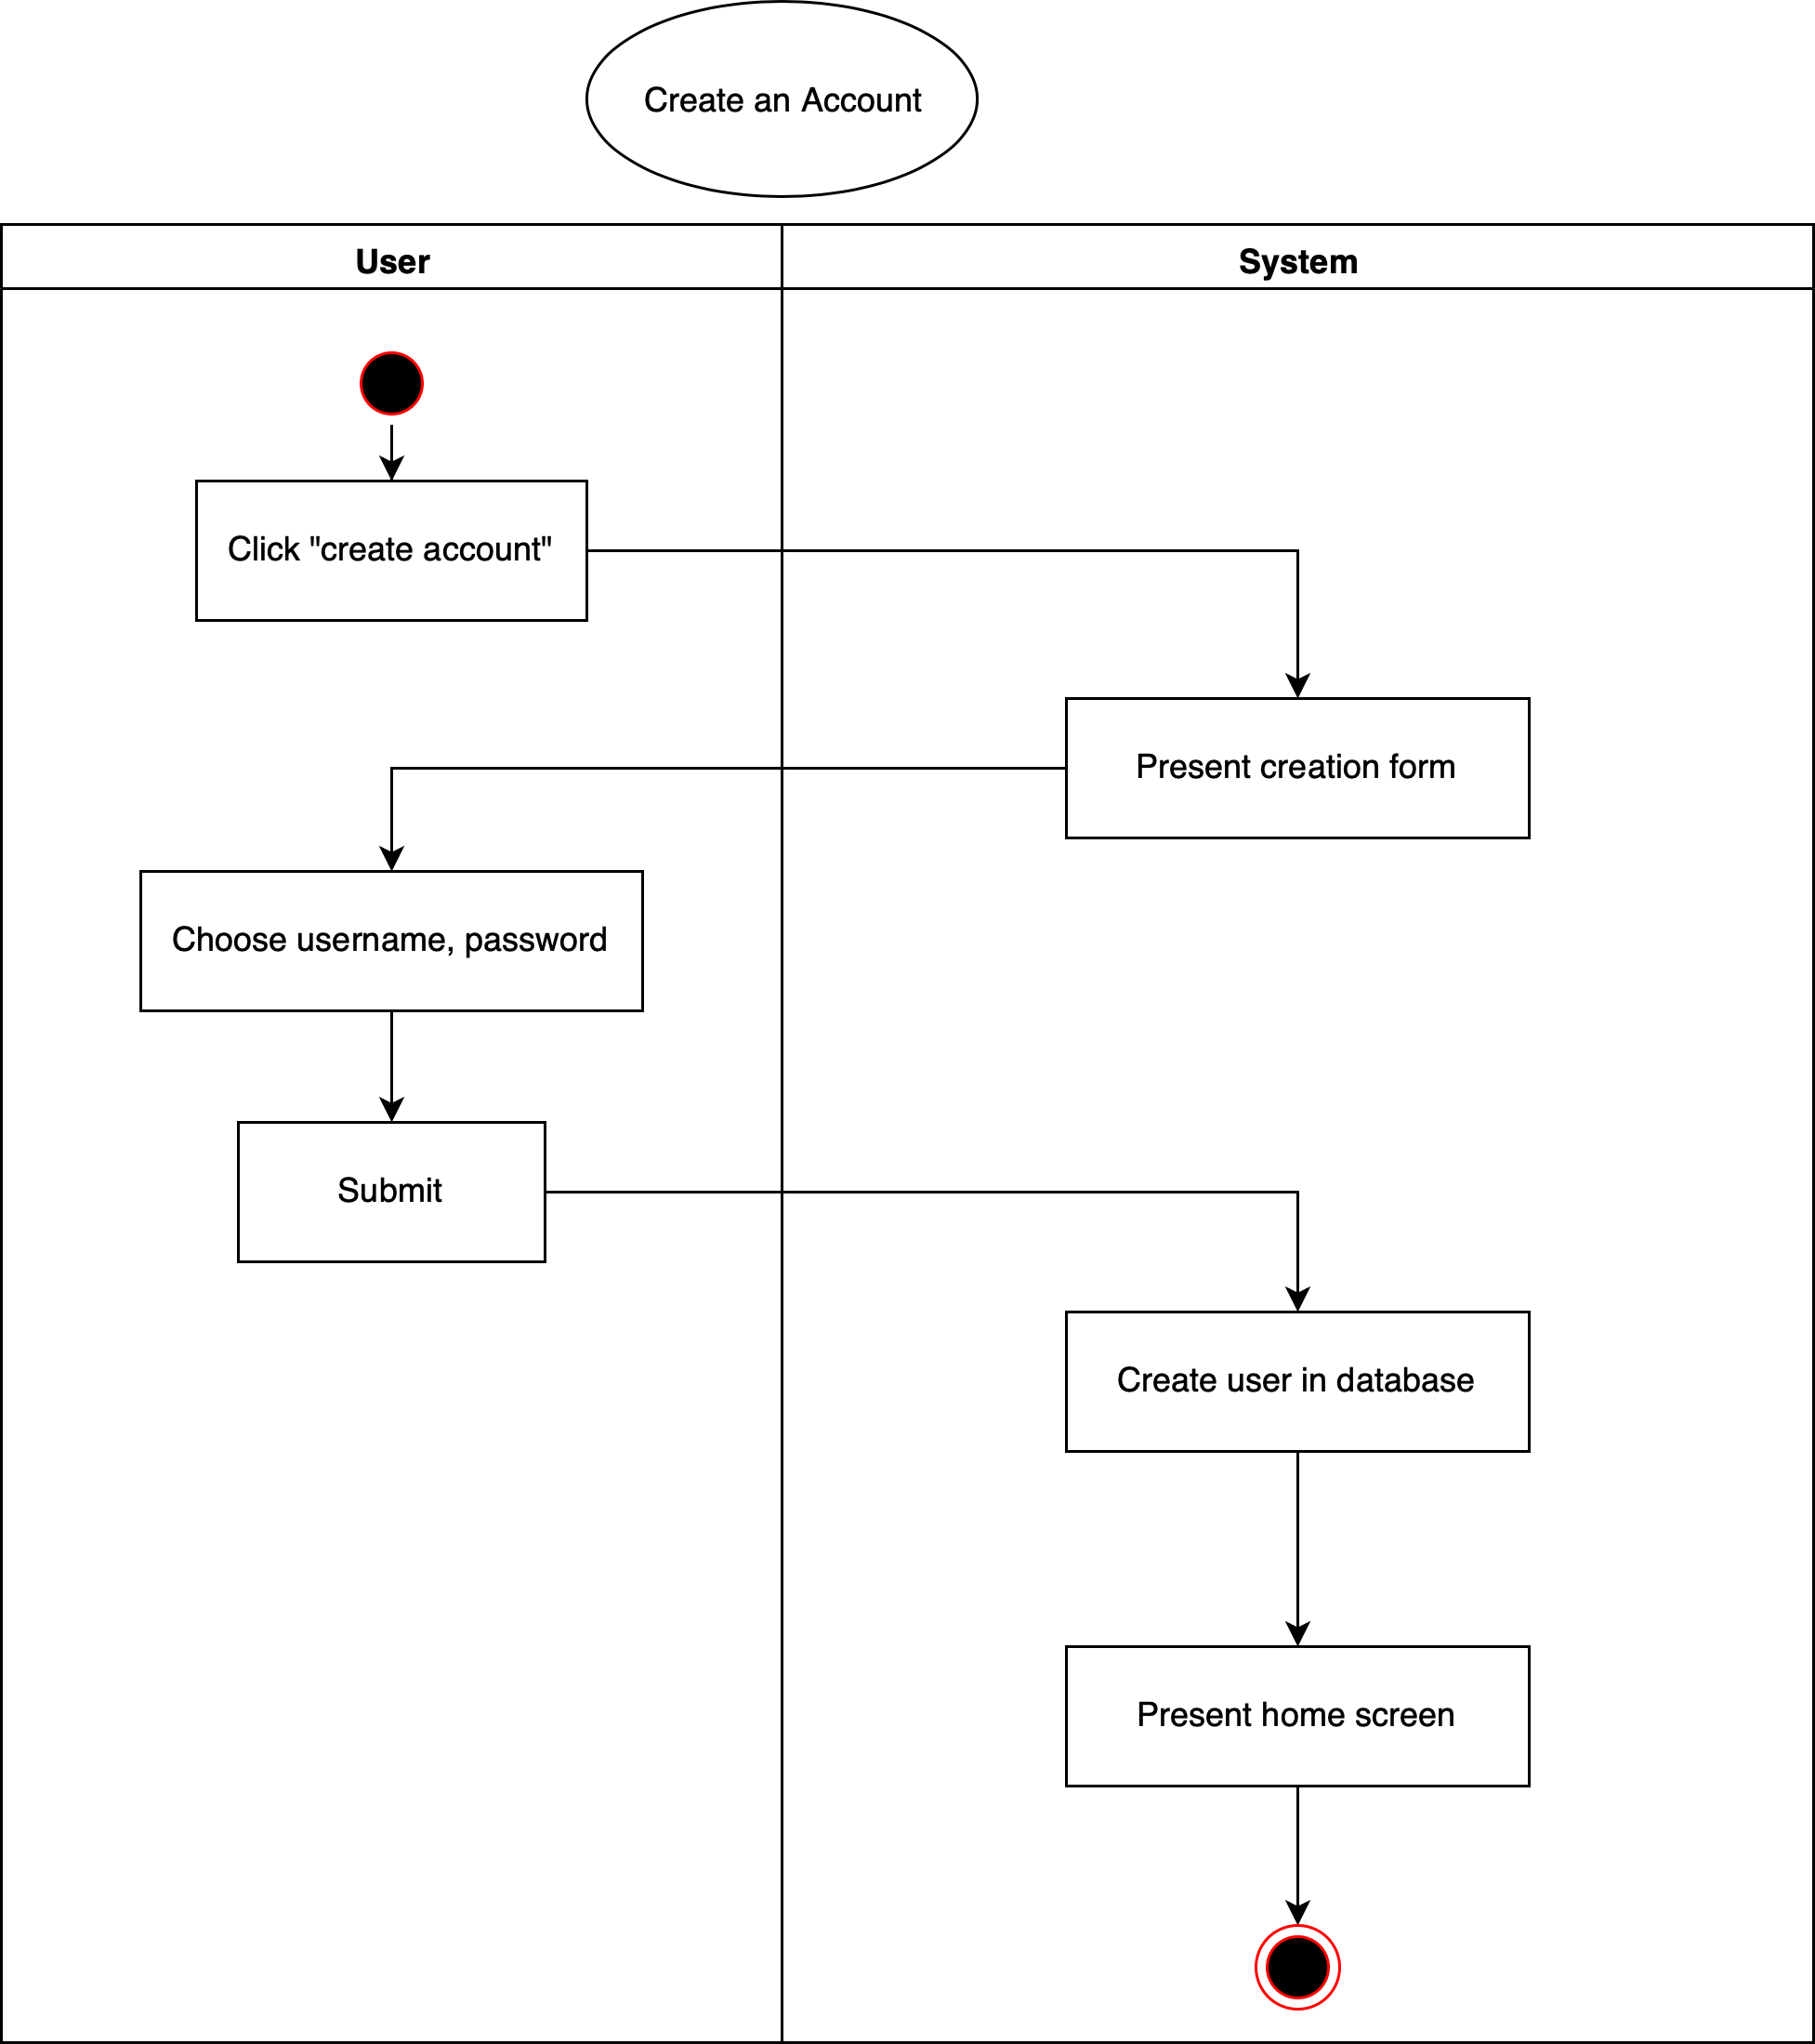 Create an Account
User
System
Click "create account"
Present creation form
Choose username, password
Submit
Create user in database
Present home screen